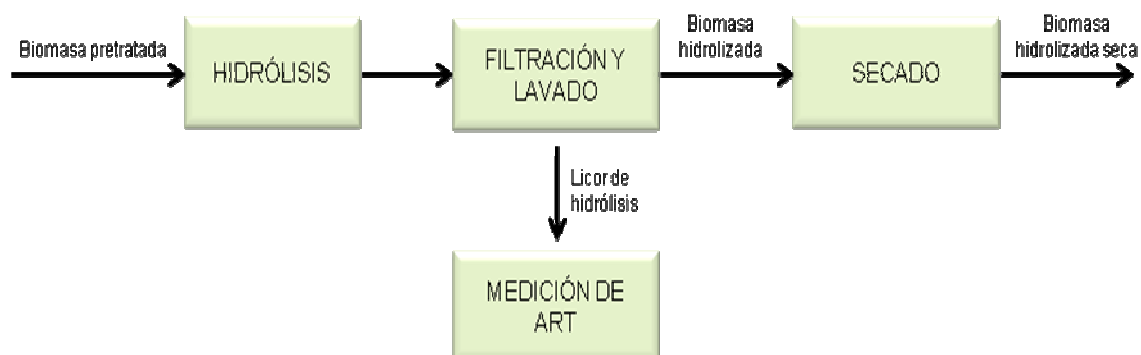 Biomasa pretratada
HIDRÓLISIS
FILTRACIÓN Y
LAVADO
Biomasa
hidrolizada
SECADO
Biomasa
hidrolizada seca
Licor de
hidrólisis
MEDICIÓN DE
ART